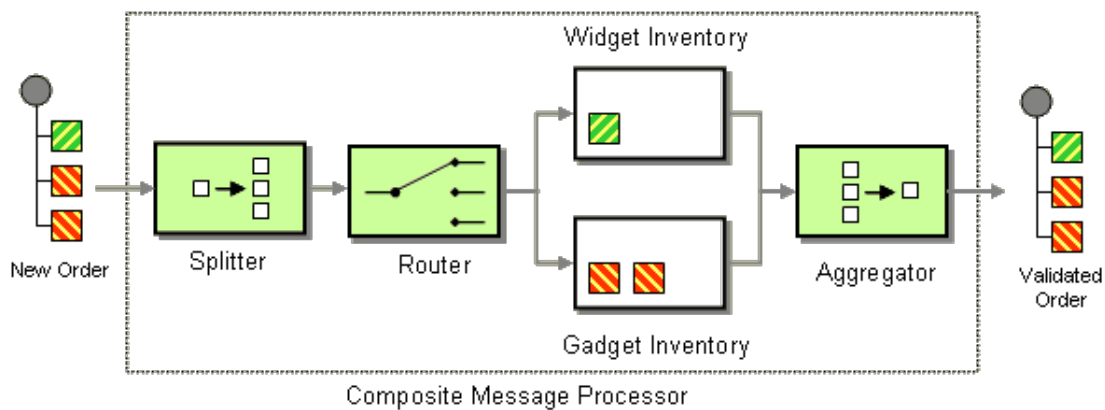 Widget Inventory
New Order
Splitter
Router
Aggregator
Validated
Order
Gadget Inventory
Composite Message Processor